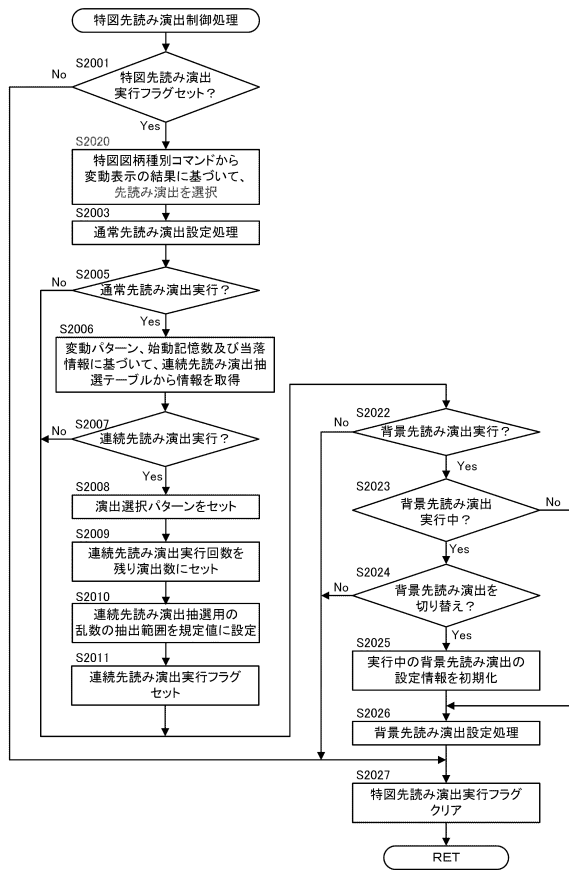 特図先読み演出制御処理
S2001
No
特図先読み演出
実行フラグセット？
Yes
S2020
特図図柄種別コマンドから
変動表示の結果に基づいて、
先読み演出を選択
S2003
通常先読み演出設定処理
S2005
No
通常先読み演出実行？
Yes
S2006
変動パターン、始動記憶数及び当落
情報に基づいて、連続先読み演出抽
選テーブルから情報を取得
S2007
No
連続先読み演出実行？
Yes
S2008
演出選択パターンをセット
S2009
連続先読み演出実行回数を
残り演出数にセット
S2010
連続先読み演出抽選用の
乱数の抽出範囲を規定値に設定
S2011
連続先読み演出実行フラグ
セット
S2022
No
背景先読み演出実行？
Yes
S2023
背景先読み演出
実行中？
No
Yes
S2024
No
背景先読み演出を
切り替え？
Yes
S2025
実行中の背景先読み演出の
設定情報を初期化
S2026
背景先読み演出設定処理
S2027
特図先読み演出実行フラグ
クリア
RET